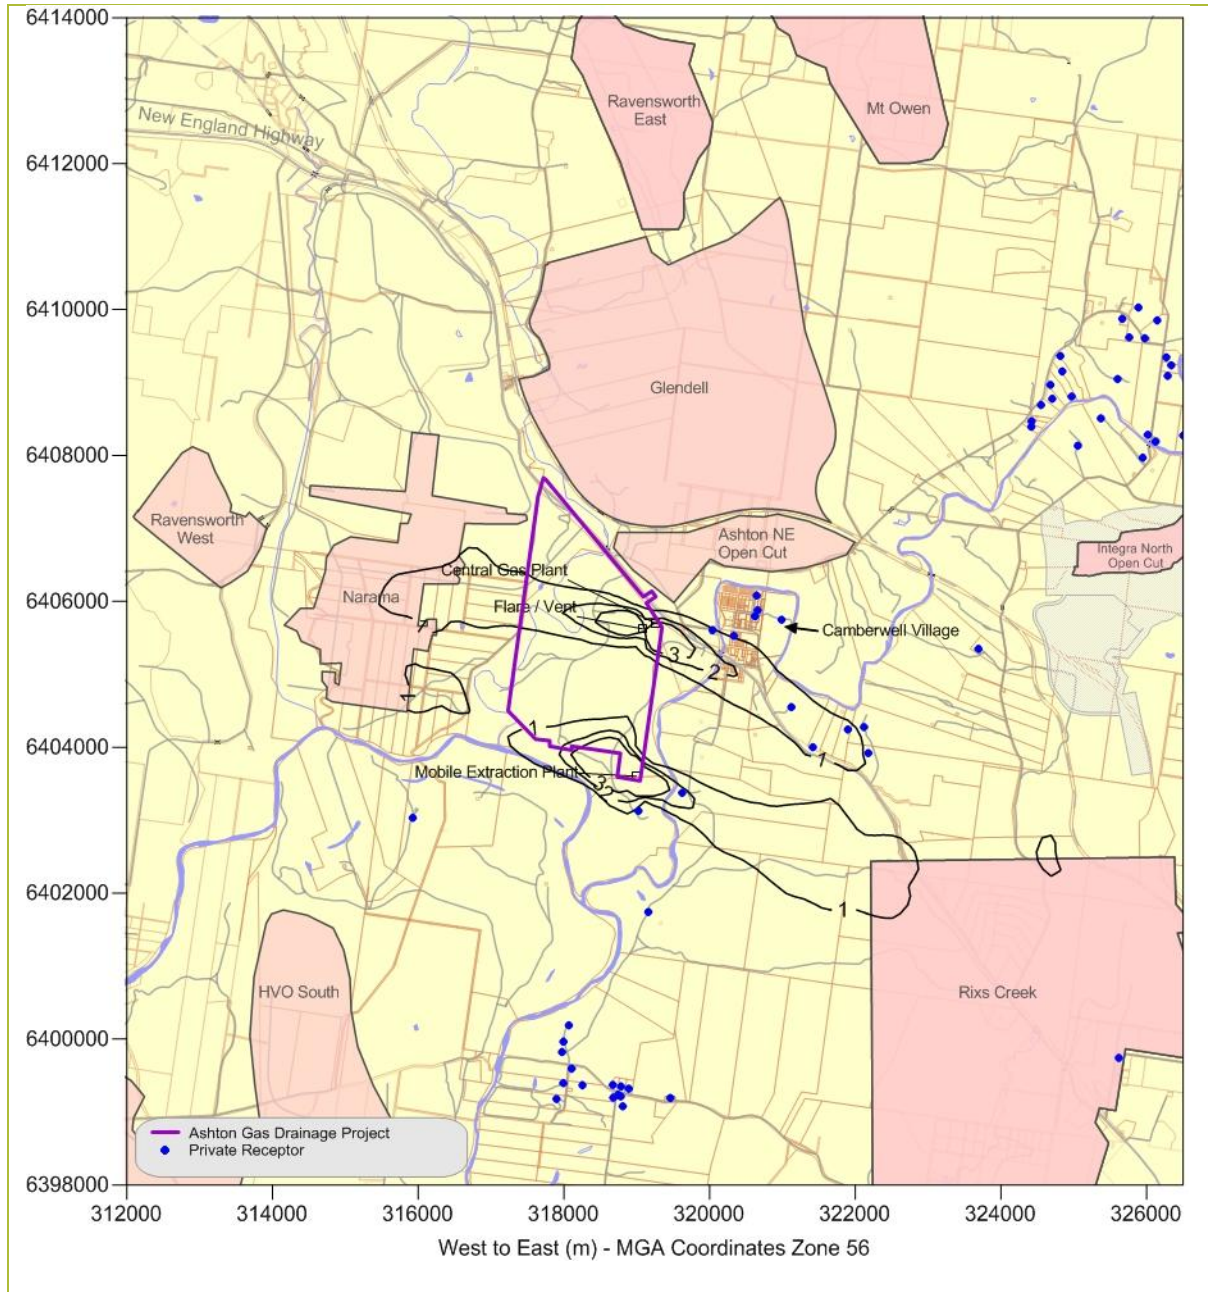 6414000
Ravensworth
East
Mt Owen
New England Highway
6412000
6410000
Glendell
6408000
Ravensworth
West
Ashton NE
Open Cut
Integra North
Open Cut
Central Gas Plant
Narama
6406000
Flare / Vent
Camberwell Village
1
3
2
1
1
1
6404000
Mobile Extraction Plant
3
2
6402000
1
HVO South
Rixs Creek
6400000
Ashton Gas Drainage Project
Private Receptor
6398000
312000 314000 316000 318000 320000 322000 324000 326000
West to East (m) - MGA Coordinates Zone 56